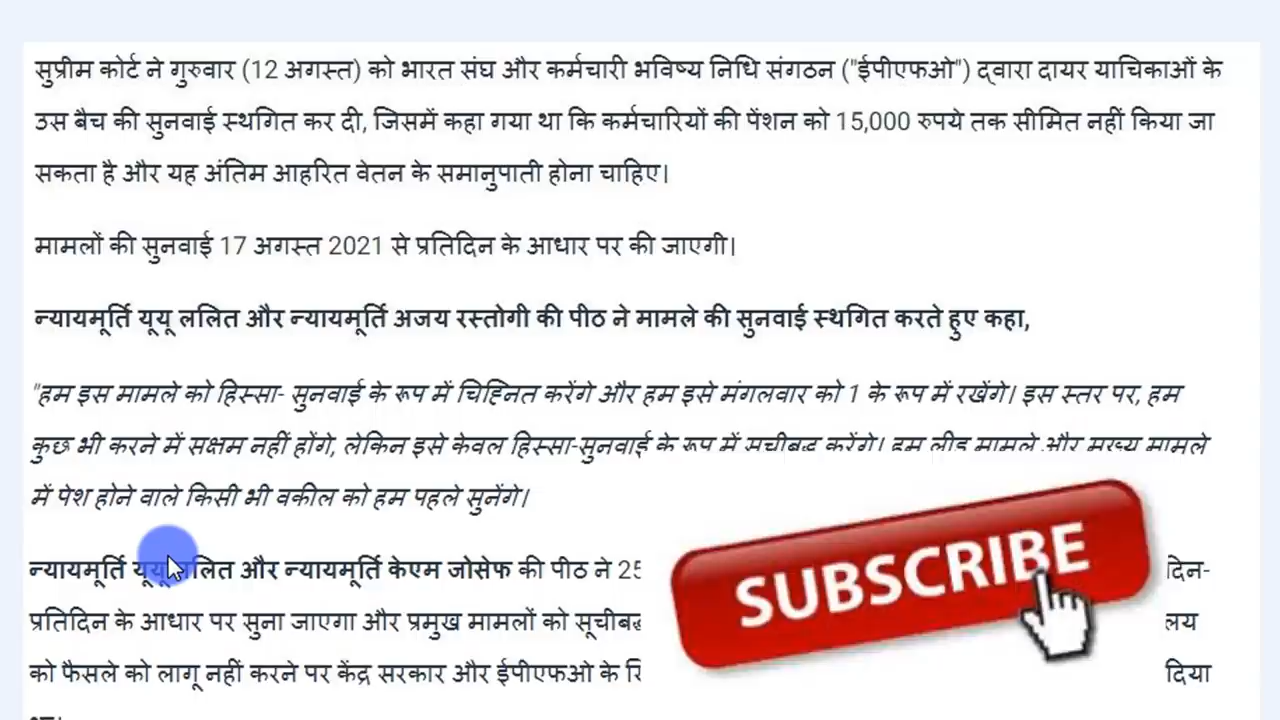 सुप्रीम कोर्ट ने गुरुवार (12 अगस्त) को भारत संघ और कर्मचारी भविष्य निधि संगठन ("ईपीएफओ") द्वारा दायर याचिकाओं के
उस बैच की सुनवाई स्थगित कर दी, जिसमें कहा गया था कि कर्मचारियों की पेंशन को 15,000 रुपये तक सीमित नहीं किया जा
सकता है और यह अंतिम आहरित वेतन के समानुपाती होना चाहिए।
मामलों की सुनवाई 17 अगस्त 2021 से प्रतिदिन के आधार पर की जाएगी।
न्यायमूर्ति यूयू ललित और न्यायमूर्ति अजय रस्तोगी की पीठ ने मामले की सुनवाई स्थगित करते हुए कहा,
"हम इस मामले को हिस्सा- सुनवाई के रूप में चिह्नित करेंगे और हम इसे मंगलवार को 1 के रूप में रखेंगे। इस स्तर पर, हम
कुछ भी करने में सक्षम नहीं होंगे, लेकिन इसे केवल हिस्सा-सुनवाई के रूप में सूचीबद्ध करेंगे। हम लीड मामले और मुख्य मामले
में पेश होने वाले किसी भी वकील को हम पहले सुनेंगे।
न्यायमूर्ति यूयू ललित और न्यायमूर्ति केएम जोसेफ की पीठ ने 25 दिन-
प्रतिदिन के आधार पर सुना जाएगा और प्रमुख मामलों को
को फैसले को लागू नहीं करने पर केंद्र सरकार और ईपीएफओ के दिया
SUBSCRIBE